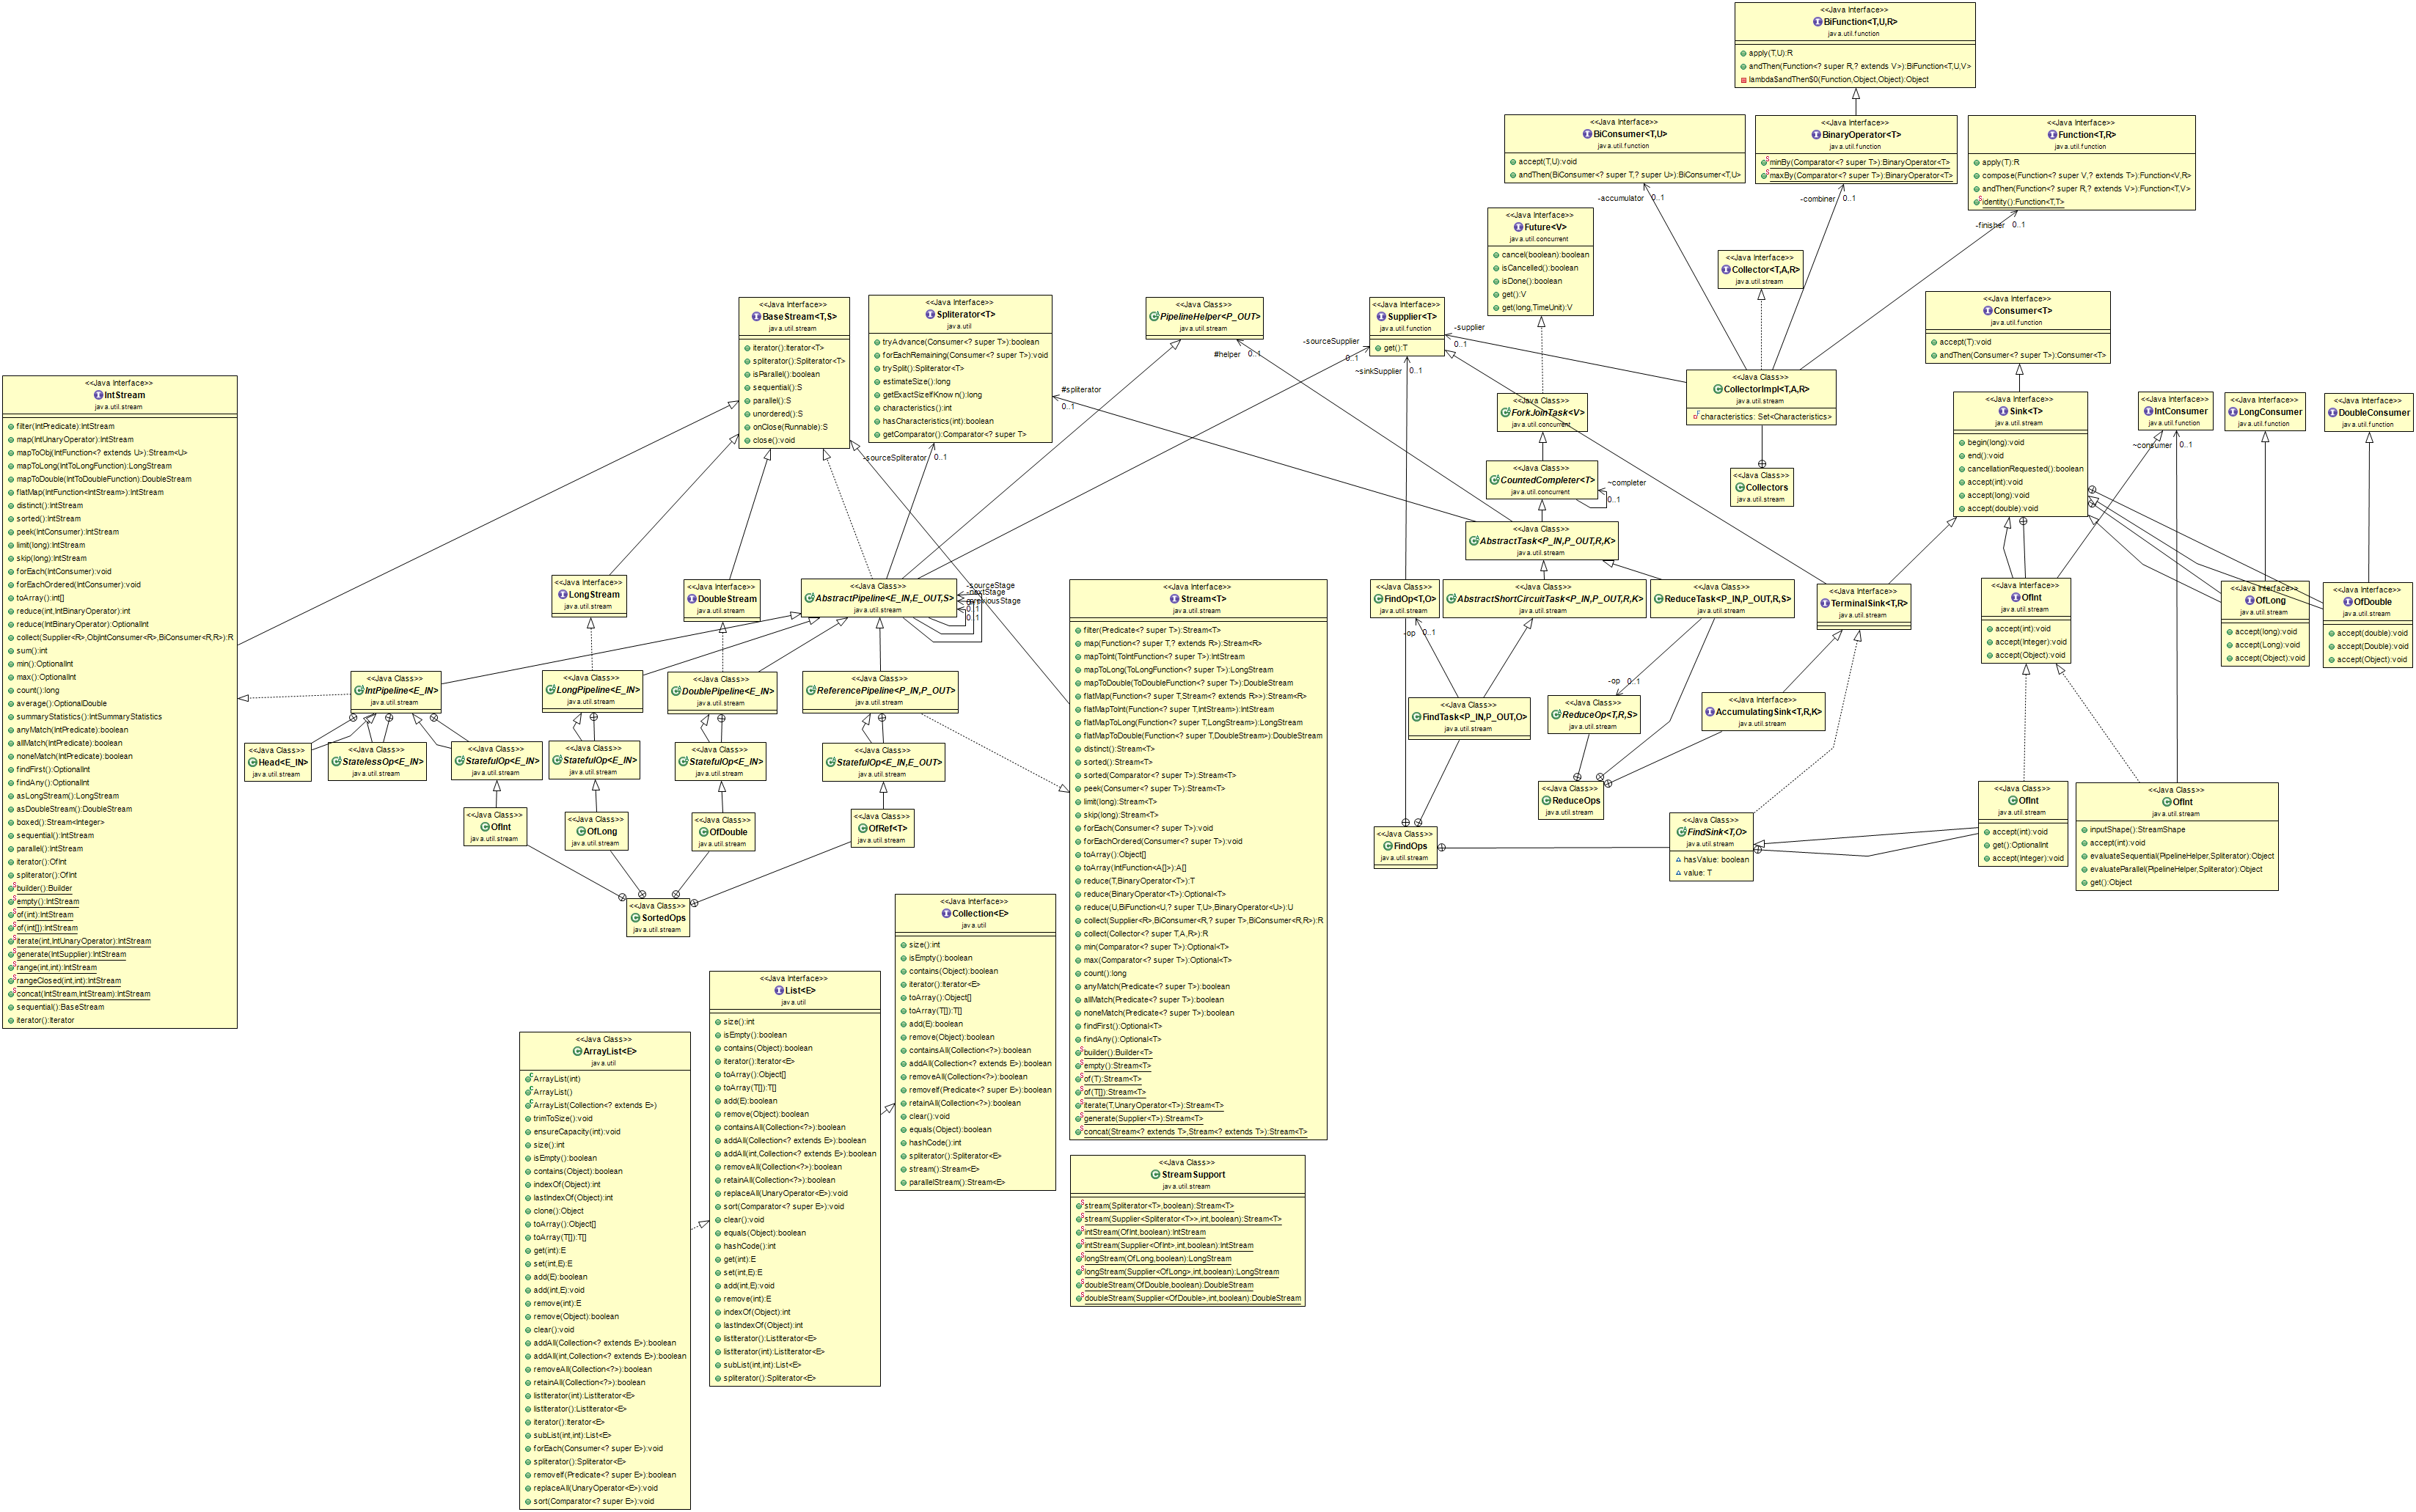 <<Java Interface>>
BiFunction<T,U,R>
java.util.function
apply(T,U):R
andThen(Function<? super R,? extends V>):BiFunction<T,U,V>
lambda$andThen$0(Function,Object,Object):Object
<<Java Interface>>
BiConsumer<T,U>
java.util.function
accept(T,U):void
andThen(BiConsumer<? super T,? super U>):BiConsumer<T,U>
<<Java Interface>>
BinaryOperator<T>
java.util.function
minBy(Comparator<? super T>):BinaryOperator<T>
maxBy(Comparator<? super T>):BinaryOperator<T>
<<Java Interface>>
Function<T,R>
java.util.function
apply(T):R
compose(Function<? super V,? extends T>):Function<V,R>
andThen(Function<? super R,? extends V>):Function<T,V>
identity():Function<T,T>
-accumulator 0..1
-combiner 0..1
-finisher 0..1
<<Java Interface>>
Future<V>
java.util.concurrent
cancel(boolean):boolean
isCancelled():boolean
isDone():boolean
get():V
get(long,TimeUnit):V
<<Java Interface>>
Collector<T,A,R>
java.util.stream
<<Java Interface>>
BaseStream<T,S>
java.util.stream
iterator():Iterator<T>
spliterator():Spliterator<T>
isParallel():boolean
sequential():S
parallel():S
unordered():S
onClose(Runnable):S
close():void
<<Java Interface>>
Spliterator<T>
java.util
tryAdvance(Consumer<? super T>):boolean
forEachRemaining(Consumer<? super T>):void
trySplit():Spliterator<T>
estimateSize():long
getExactSizeIfKnown():long
characteristics():int
hasCharacteristics(int):boolean
getComparator():Comparator<? super T>
-sourceSpliterator 0..1
<<Java Class>>
PipelineHelper<P_OUT>
java.util.stream
#helper 0..1
#spliterator
0..1
<<Java Interface>>
Supplier<T>
java.util.function
get():T
-sourceSupplier
0..1
~sinkSupplier 0..1
-supplier
0..1
<<Java Class>>
CollectorImpl<T,A,R>
java.util.stream
characteristics: Set<Characteristics>
<<Java Class>>
Collectors
java.util.stream
<<Java Class>>
ForkJoinTask<V>
java.util.concurrent
<<Java Class>>
CountedCompleter<T>
java.util.concurrent
~completer
0..1
<<Java Class>>
AbstractTask<P_IN,P_OUT,R,K>
java.util.stream
<<Java Interface>>
Consumer<T>
java.util.function
accept(T):void
andThen(Consumer<? super T>):Consumer<T>
<<Java Interface>>
Sink<T>
java.util.stream
begin(long):void
end():void
cancellationRequested():boolean
accept(int):void
accept(long):void
accept(double):void
<<Java Interface>>
IntConsumer
java.util.function
~consumer 0..1
<<Java Interface>>
LongConsumer
java.util.function
<<Java Interface>>
DoubleConsumer
java.util.function
<<Java Interface>>
IntStream
java.util.stream
filter(IntPredicate):IntStream
map(IntUnaryOperator):IntStream
mapToObj(IntFunction<? extends U>):Stream<U>
mapToLong(IntToLongFunction):LongStream
mapToDouble(IntToDoubleFunction):DoubleStream
flatMap(IntFunction<IntStream>):IntStream
distinct():IntStream
sorted():IntStream
peek(IntConsumer):IntStream
limit(long):IntStream
skip(long):IntStream
forEach(IntConsumer):void
forEachOrdered(IntConsumer):void
toArray():int[]
reduce(int,IntBinaryOperator):int
reduce(IntBinaryOperator):OptionalInt
collect(Supplier<R>,ObjIntConsumer<R>,BiConsumer<R,R>):R
sum():int
min():OptionalInt
max():OptionalInt
count():long
average():OptionalDouble
summaryStatistics():IntSummaryStatistics
anyMatch(IntPredicate):boolean
allMatch(IntPredicate):boolean
noneMatch(IntPredicate):boolean
findFirst():OptionalInt
findAny():OptionalInt
asLongStream():LongStream
asDoubleStream():DoubleStream
boxed():Stream<Integer>
sequential():IntStream
parallel():IntStream
iterator():OfInt
spliterator():OfInt
builder():Builder
empty():IntStream
of(int):IntStream
of(int[]):IntStream
iterate(int,IntUnaryOperator):IntStream
generate(IntSupplier):IntStream
range(int,int):IntStream
rangeClosed(int,int):IntStream
concat(IntStream,IntStream):IntStream
sequential():BaseStream
iterator():Iterator
<<Java Interface>>
LongStream
java.util.stream
<<Java Interface>>
DoubleStream
java.util.stream
<<Java Class>>
AbstractPipeline<E_IN,E_OUT,S>
java.util.stream
-sourceStage
-nextStage
-previousStage
0..1
0..1
<<Java Class>>
IntPipeline<E_IN>
java.util.stream
<<Java Class>>
LongPipeline<E_IN>
java.util.stream
<<Java Class>>
DoublePipeline<E_IN>
java.util.stream
<<Java Class>>
ReferencePipeline<P_IN,P_OUT>
java.util.stream
<<Java Class>>
Head<E_IN>
java.util.stream
<<Java Class>>
StatelessOp<E_IN>
java.util.stream
<<Java Class>>
StatefulOp<E_IN>
java.util.stream
<<Java Class>>
StatefulOp<E_IN>
java.util.stream
<<Java Class>>
StatefulOp<E_IN>
java.util.stream
<<Java Class>>
StatefulOp<E_IN,E_OUT>
java.util.stream
<<Java Class>>
OfInt
java.util.stream
<<Java Class>>
OfLong
java.util.stream
<<Java Class>>
OfDouble
java.util.stream
<<Java Class>>
OfRef<T>
java.util.stream
<<Java Class>>
SortedOps
java.util.stream
<<Java Interface>>
Stream<T>
java.util.stream
filter(Predicate<? super T>):Stream<T>
map(Function<? super T,? extends R>):Stream<R>
mapToInt(ToIntFunction<? super T>):IntStream
mapToLong(ToLongFunction<? super T>):LongStream
mapToDouble(ToDoubleFunction<? super T>):DoubleStream
flatMap(Function<? super T,Stream<? extends R>>):Stream<R>
flatMapToInt(Function<? super T,IntStream>):IntStream
flatMapToLong(Function<? super T,LongStream>):LongStream
flatMapToDouble(Function<? super T,DoubleStream>):DoubleStream
distinct():Stream<T>
sorted():Stream<T>
sorted(Comparator<? super T>):Stream<T>
peek(Consumer<? super T>):Stream<T>
limit(long):Stream<T>
skip(long):Stream<T>
forEach(Consumer<? super T>):void
forEachOrdered(Consumer<? super T>):void
toArray():Object[]
toArray(IntFunction<A[]>):A[]
reduce(T,BinaryOperator<T>):T
reduce(BinaryOperator<T>):Optional<T>
reduce(U,BiFunction<U,? super T,U>,BinaryOperator<U>):U
collect(Supplier<R>,BiConsumer<R,? super T>,BiConsumer<R,R>):R
collect(Collector<? super T,A,R>):R
min(Comparator<? super T>):Optional<T>
max(Comparator<? super T>):Optional<T>
count():long
anyMatch(Predicate<? super T>):boolean
allMatch(Predicate<? super T>):boolean
noneMatch(Predicate<? super T>):boolean
findFirst():Optional<T>
findAny():Optional<T>
builder():Builder<T>
empty():Stream<T>
of(T):Stream<T>
of(T[]):Stream<T>
iterate(T,UnaryOperator<T>):Stream<T>
generate(Supplier<T>):Stream<T>
concat(Stream<? extends T>,Stream<? extends T>):Stream<T>
<<Java Class>>
FindOp<T,O>
java.util.stream
-op 0..1
<<Java Class>>
AbstractShortCircuitTask<P_IN,P_OUT,R,K>
java.util.stream
<<Java Class>>
ReduceTask<P_IN,P_OUT,R,S>
java.util.stream
<<Java Interface>>
TerminalSink<T,R>
java.util.stream
<<Java Class>>
FindTask<P_IN,P_OUT,O>
java.util.stream
-op 0..1
<<Java Class>>
ReduceOp<T,R,S>
java.util.stream
<<Java Interface>>
AccumulatingSink<T,R,K>
java.util.stream
<<Java Class>>
ReduceOps
java.util.stream
<<Java Class>>
FindOps
java.util.stream
<<Java Class>>
FindSink<T,O>
java.util.stream
hasValue: boolean
value: T
<<Java Interface>>
OfInt
java.util.stream
accept(int):void
accept(Integer):void
accept(Object):void
<<Java Interface>>
OfLong
java.util.stream
accept(long):void
accept(Long):void
accept(Object):void
<<Java Interface>>
OfDouble
java.util.stream
accept(double):void
accept(Double):void
accept(Object):void
<<Java Class>>
OfInt
java.util.stream
accept(int):void
get():OptionalInt
accept(Integer):void
<<Java Class>>
OfInt
java.util.stream
inputShape():StreamShape
accept(int):void
evaluateSequential(PipelineHelper,Spliterator):Object
evaluateParallel(PipelineHelper,Spliterator):Object
get():Object
<<Java Interface>>
Collection<E>
java.util
size():int
isEmpty():boolean
contains(Object):boolean
iterator():Iterator<E>
toArray():Object[]
toArray(T[]):T[]
add(E):boolean
remove(Object):boolean
containsAll(Collection<?>):boolean
addAll(Collection<? extends E>):boolean
removeAll(Collection<?>):boolean
removeIf(Predicate<? super E>):boolean
retainAll(Collection<?>):boolean
clear():void
equals(Object):boolean
hashCode():int
spliterator():Spliterator<E>
stream():Stream<E>
parallelStream():Stream<E>
<<Java Interface>>
List<E>
java.util
size():int
isEmpty():boolean
contains(Object):boolean
iterator():Iterator<E>
toArray():Object[]
toArray(T[]):T[]
add(E):boolean
remove(Object):boolean
containsAll(Collection<?>):boolean
addAll(Collection<? extends E>):boolean
addAll(int,Collection<? extends E>):boolean
removeAll(Collection<?>):boolean
retainAll(Collection<?>):boolean
replaceAll(UnaryOperator<E>):void
sort(Comparator<? super E>):void
clear():void
equals(Object):boolean
hashCode():int
get(int):E
set(int,E):E
add(int,E):void
remove(int):E
indexOf(Object):int
lastIndexOf(Object):int
listIterator():ListIterator<E>
listIterator(int):ListIterator<E>
subList(int,int):List<E>
spliterator():Spliterator<E>
<<Java Class>>
ArrayList<E>
java.util
ArrayList(int)
ArrayList()
ArrayList(Collection<? extends E>)
trimToSize():void
ensureCapacity(int):void
size():int
isEmpty():boolean
contains(Object):boolean
indexOf(Object):int
lastIndexOf(Object):int
clone():Object
toArray():Object[]
toArray(T[]):T[]
get(int):E
set(int,E):E
add(E):boolean
add(int,E):void
remove(int):E
remove(Object):boolean
clear():void
addAll(Collection<? extends E>):boolean
addAll(int,Collection<? extends E>):boolean
removeAll(Collection<?>):boolean
retainAll(Collection<?>):boolean
listIterator(int):ListIterator<E>
listIterator():ListIterator<E>
iterator():Iterator<E>
subList(int,int):List<E>
forEach(Consumer<? super E>):void
spliterator():Spliterator<E>
removeIf(Predicate<? super E>):boolean
replaceAll(UnaryOperator<E>):void
sort(Comparator<? super E>):void
<<Java Class>>
StreamSupport
java.util.stream
stream(Spliterator<T>,boolean):Stream<T>
stream(Supplier<Spliterator<T>>,int,boolean):Stream<T>
intStream(OfInt,boolean):IntStream
intStream(Supplier<OfInt>,int,boolean):IntStream
longStream(OfLong,boolean):LongStream
longStream(Supplier<OfLong>,int,boolean):LongStream
doubleStream(OfDouble,boolean):DoubleStream
doubleStream(Supplier<OfDouble>,int,boolean):DoubleStream